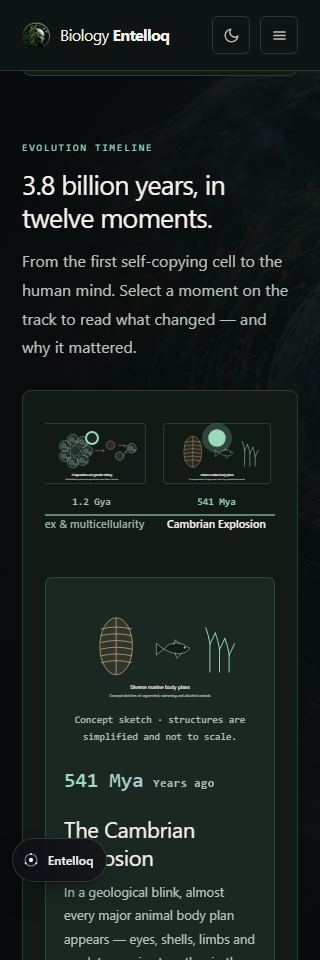 Biology Entelloq
EVOLUTION TIMELINE
3.8 billion years, in
twelve moments.
From the first self-copying cell to the
human mind. Select a moment on the
track to read what changed — and
why it mattered.
1.2 Gya
541 Mya
ex & multicellularity
Cambrian Explosion
Diverse marine body plans
Concept sketch · structures are
simplified and not to scale.
541 Mya Years ago
The Cambrian
osion
Entelloq
In a geological blink, almost
every major animal body plan
appears — eyes, shells, limbs and